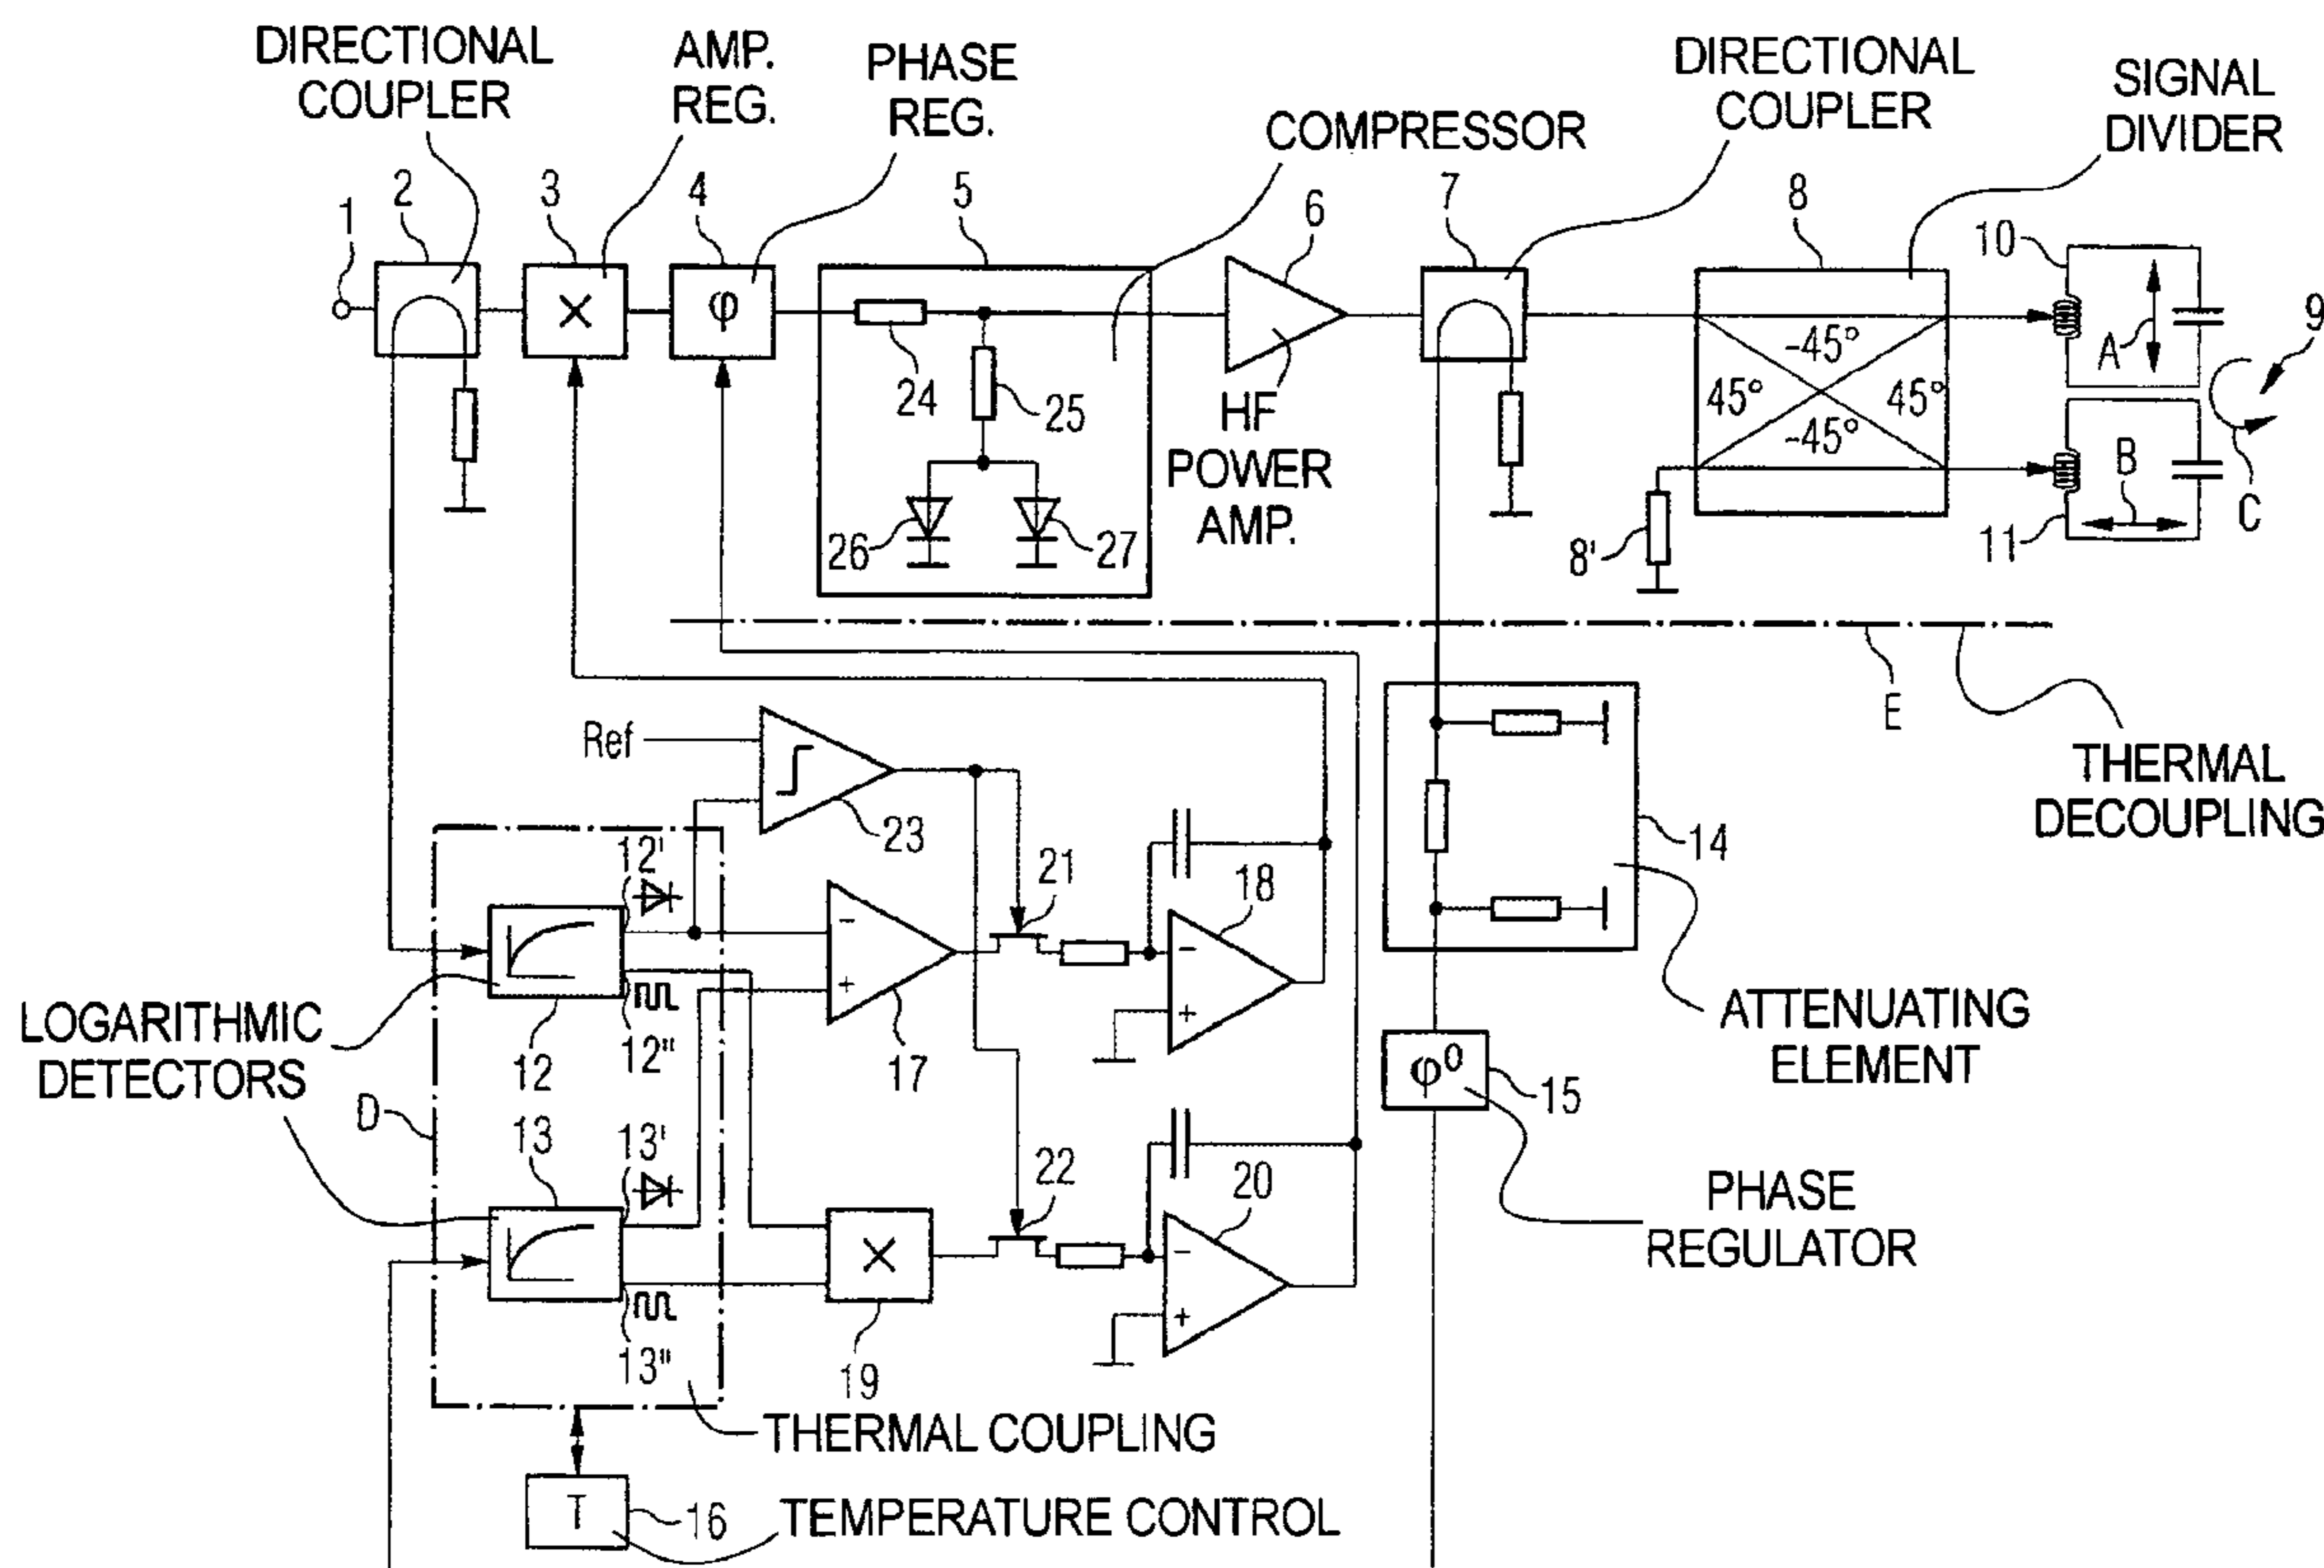 DIRECTIONAL
COUPLER
AMP.
REG.
PHASE
REG.
COMPRESSOR
DIRECTIONAL
COUPLER
SIGNAL
DIVIDER
1
2
3
4
5
6
7
8
10
9
×
φ
24
25
26
27
HF
POWER
AMP.
-45°
45°
45°
-45°
8'
A
B
C
11
E
THERMAL
DECOUPLING
Ref
23
14
12'
21
18
-
-
+
+
LOGARITHMIC
DETECTORS
12
12"
17
ATTENUATING
ELEMENT
φ⁰
15
D
13
13'
22
20
-
+
×
13"
19
PHASE
REGULATOR
THERMAL COUPLING
T
16
TEMPERATURE CONTROL